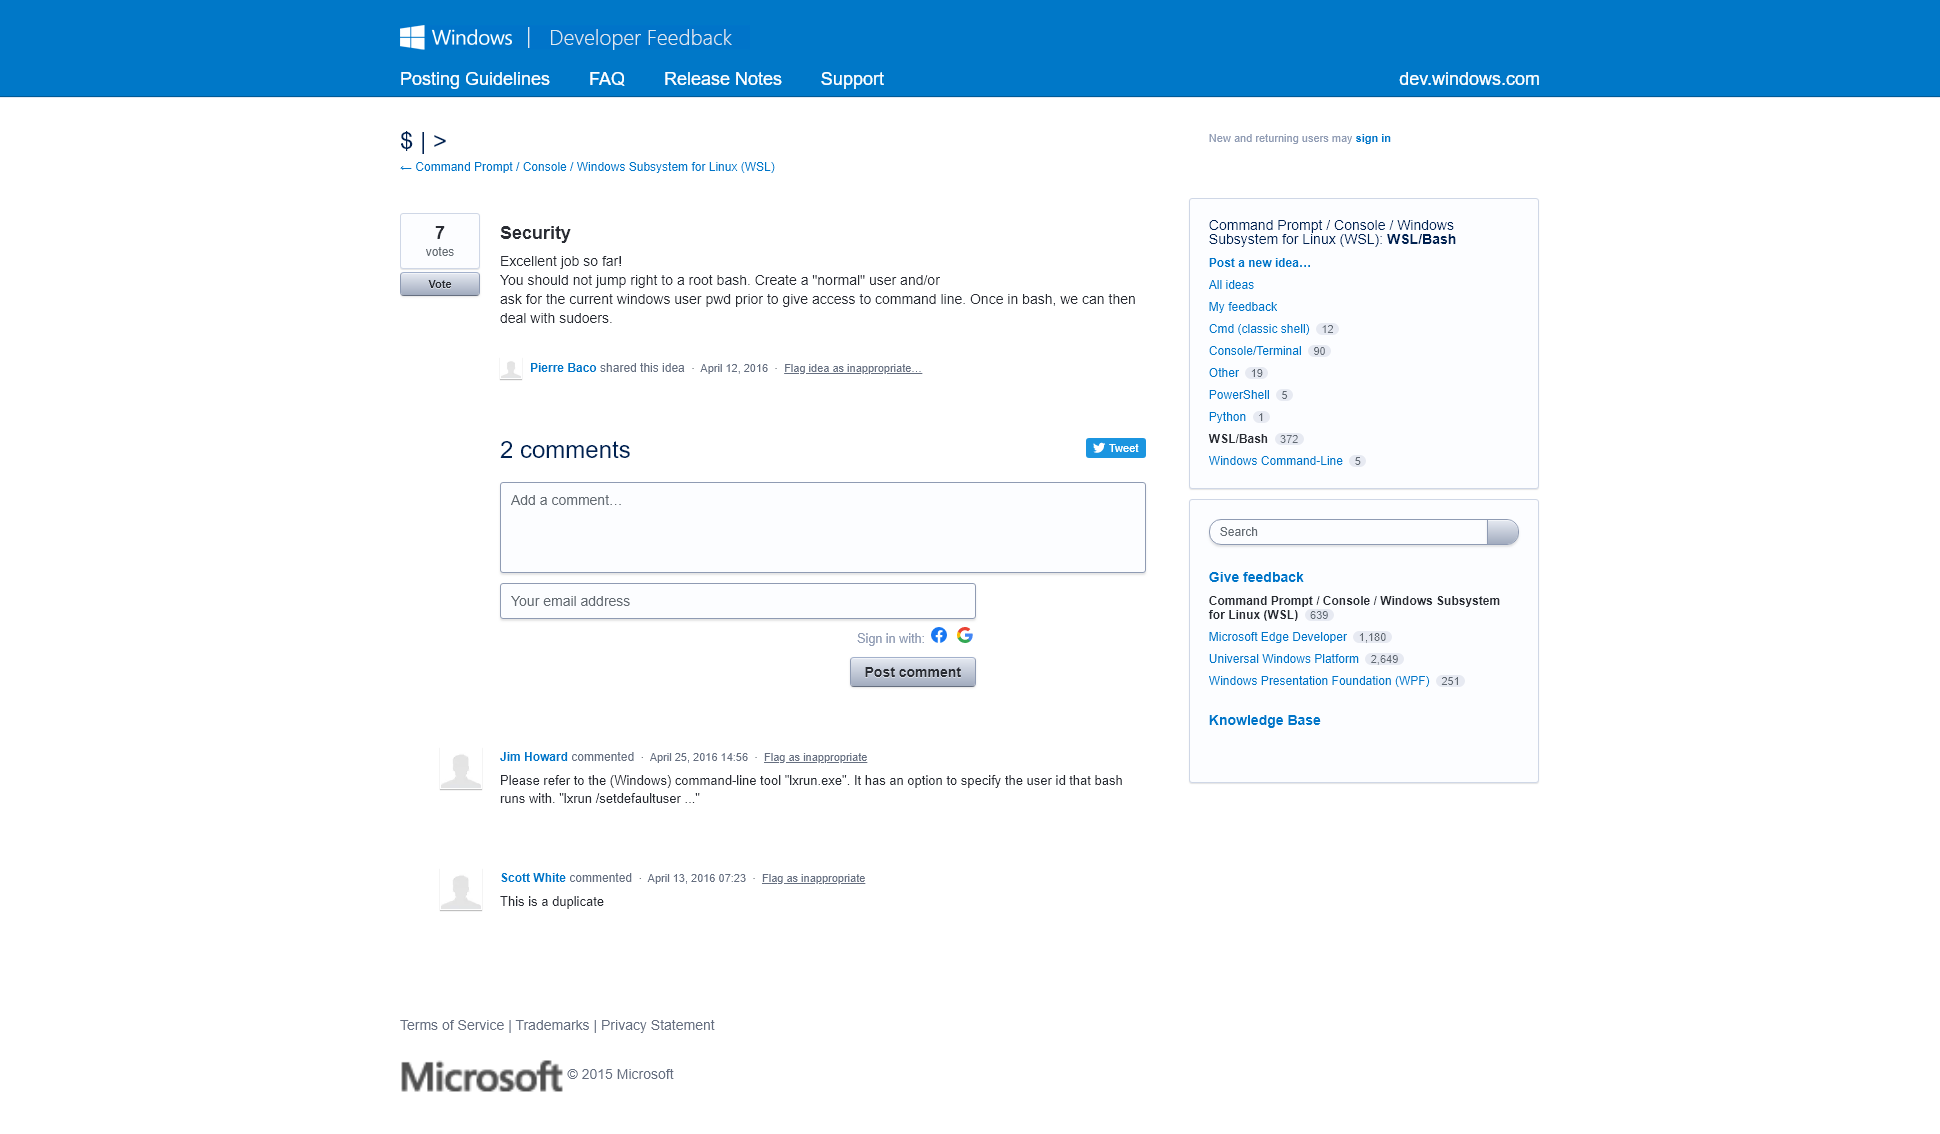 Windows | Developer Feedback
Posting Guidelines FAQ Release Notes Support dev.windows.com
$ | >
← Command Prompt / Console / Windows Subsystem for Linux (WSL)
New and returning users may sign in
7
votes
Vote
Security
Excellent job so far!
You should not jump right to a root bash. Create a "normal" user and/or
ask for the current windows user pwd prior to give access to command line. Once in bash, we can then
deal with sudoers.
Pierre Baco shared this idea · April 12, 2016 · Flag idea as inappropriate…
2 comments
Tweet
Add a comment…
Your email address
Sign in with:
Post comment
Jim Howard commented · April 25, 2016 14:56 · Flag as inappropriate
Please refer to the (Windows) command-line tool "lxrun.exe". It has an option to specify the user id that bash
runs with. "lxrun /setdefaultuser ..."
Scott White commented · April 13, 2016 07:23 · Flag as inappropriate
This is a duplicate
Command Prompt / Console / Windows
Subsystem for Linux (WSL): WSL/Bash
Post a new idea…
All ideas
My feedback
Cmd (classic shell) 12
Console/Terminal 90
Other 19
PowerShell 5
Python 1
WSL/Bash 372
Windows Command-Line 5
Search
Give feedback
Command Prompt / Console / Windows Subsystem
for Linux (WSL) 639
Microsoft Edge Developer 1,180
Universal Windows Platform 2,649
Windows Presentation Foundation (WPF) 251
Knowledge Base
Terms of Service | Trademarks | Privacy Statement
Microsoft © 2015 Microsoft